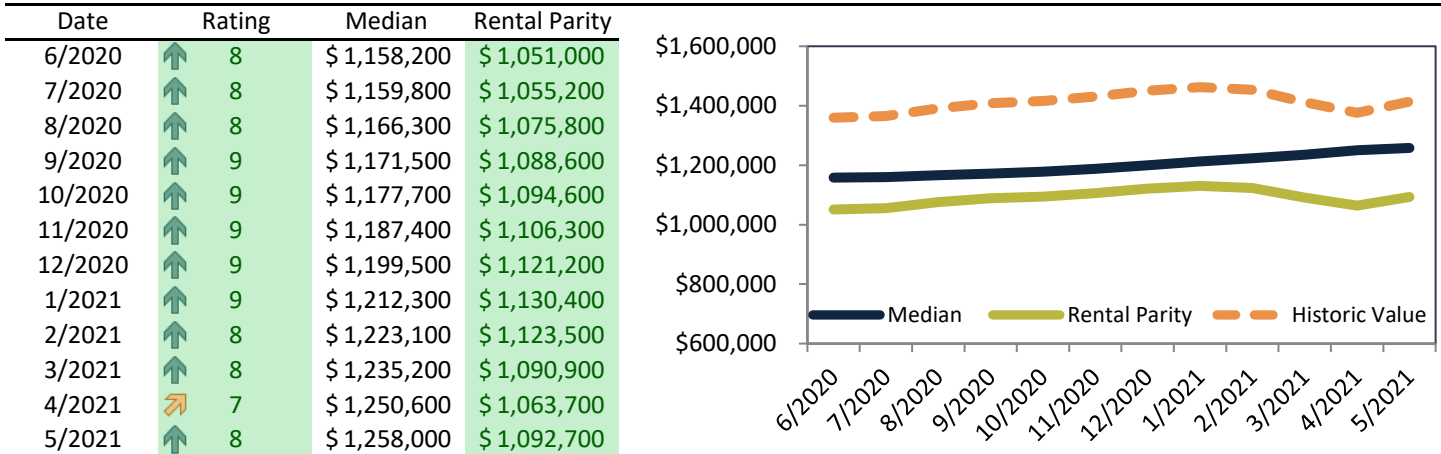 Date Rating Median Rental Parity
6/2020 8 $ 1,158,200 $ 1,051,000
7/2020 8 $ 1,159,800 $ 1,055,200
8/2020 8 $ 1,166,300 $ 1,075,800
9/2020 9 $ 1,171,500 $ 1,088,600
10/2020 9 $ 1,177,700 $ 1,094,600
11/2020 9 $ 1,187,400 $ 1,106,300
12/2020 9 $ 1,199,500 $ 1,121,200
1/2021 9 $ 1,212,300 $ 1,130,400
2/2021 8 $ 1,223,100 $ 1,123,500
3/2021 8 $ 1,235,200 $ 1,090,900
4/2021 7 $ 1,250,600 $ 1,063,700
5/2021 8 $ 1,258,000 $ 1,092,700
$1,600,000
$1,400,000
$1,200,000
$1,000,000
$800,000
$600,000
Median Rental Parity Historic Value
6/2020 7/2020 8/2020 9/2020 10/2020 11/2020 12/2020 1/2021 2/2021 3/2021 4/2021 5/2021